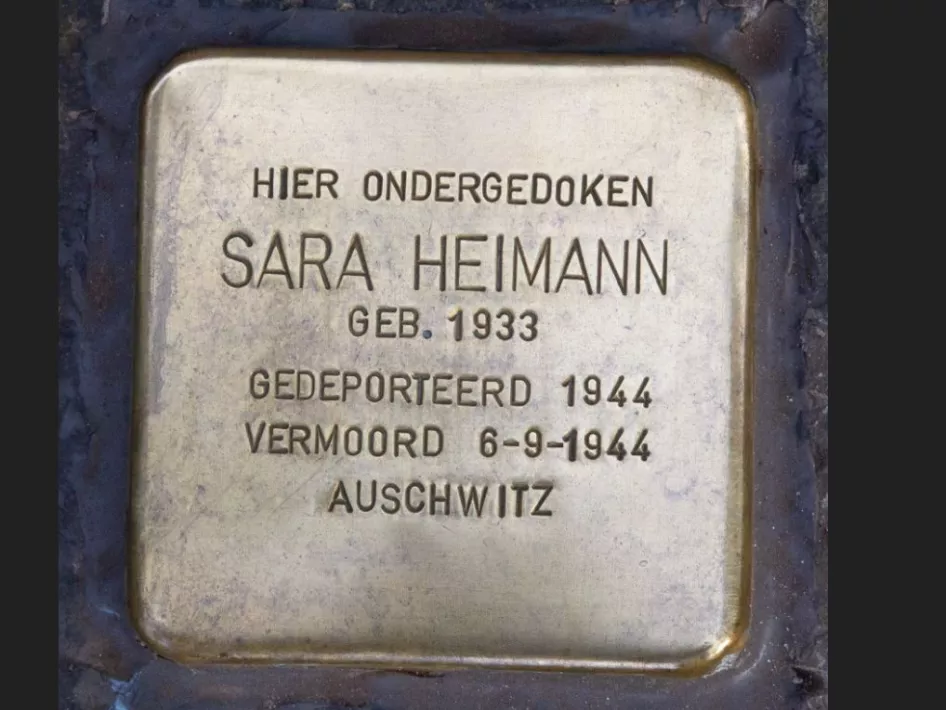 HIER ONDERGEDOKEN
SARA HEIMANN
GEB. 1933
GEDEPORTEERD 1944
VERMOORD 6-9-1944
AUSCHWITZ